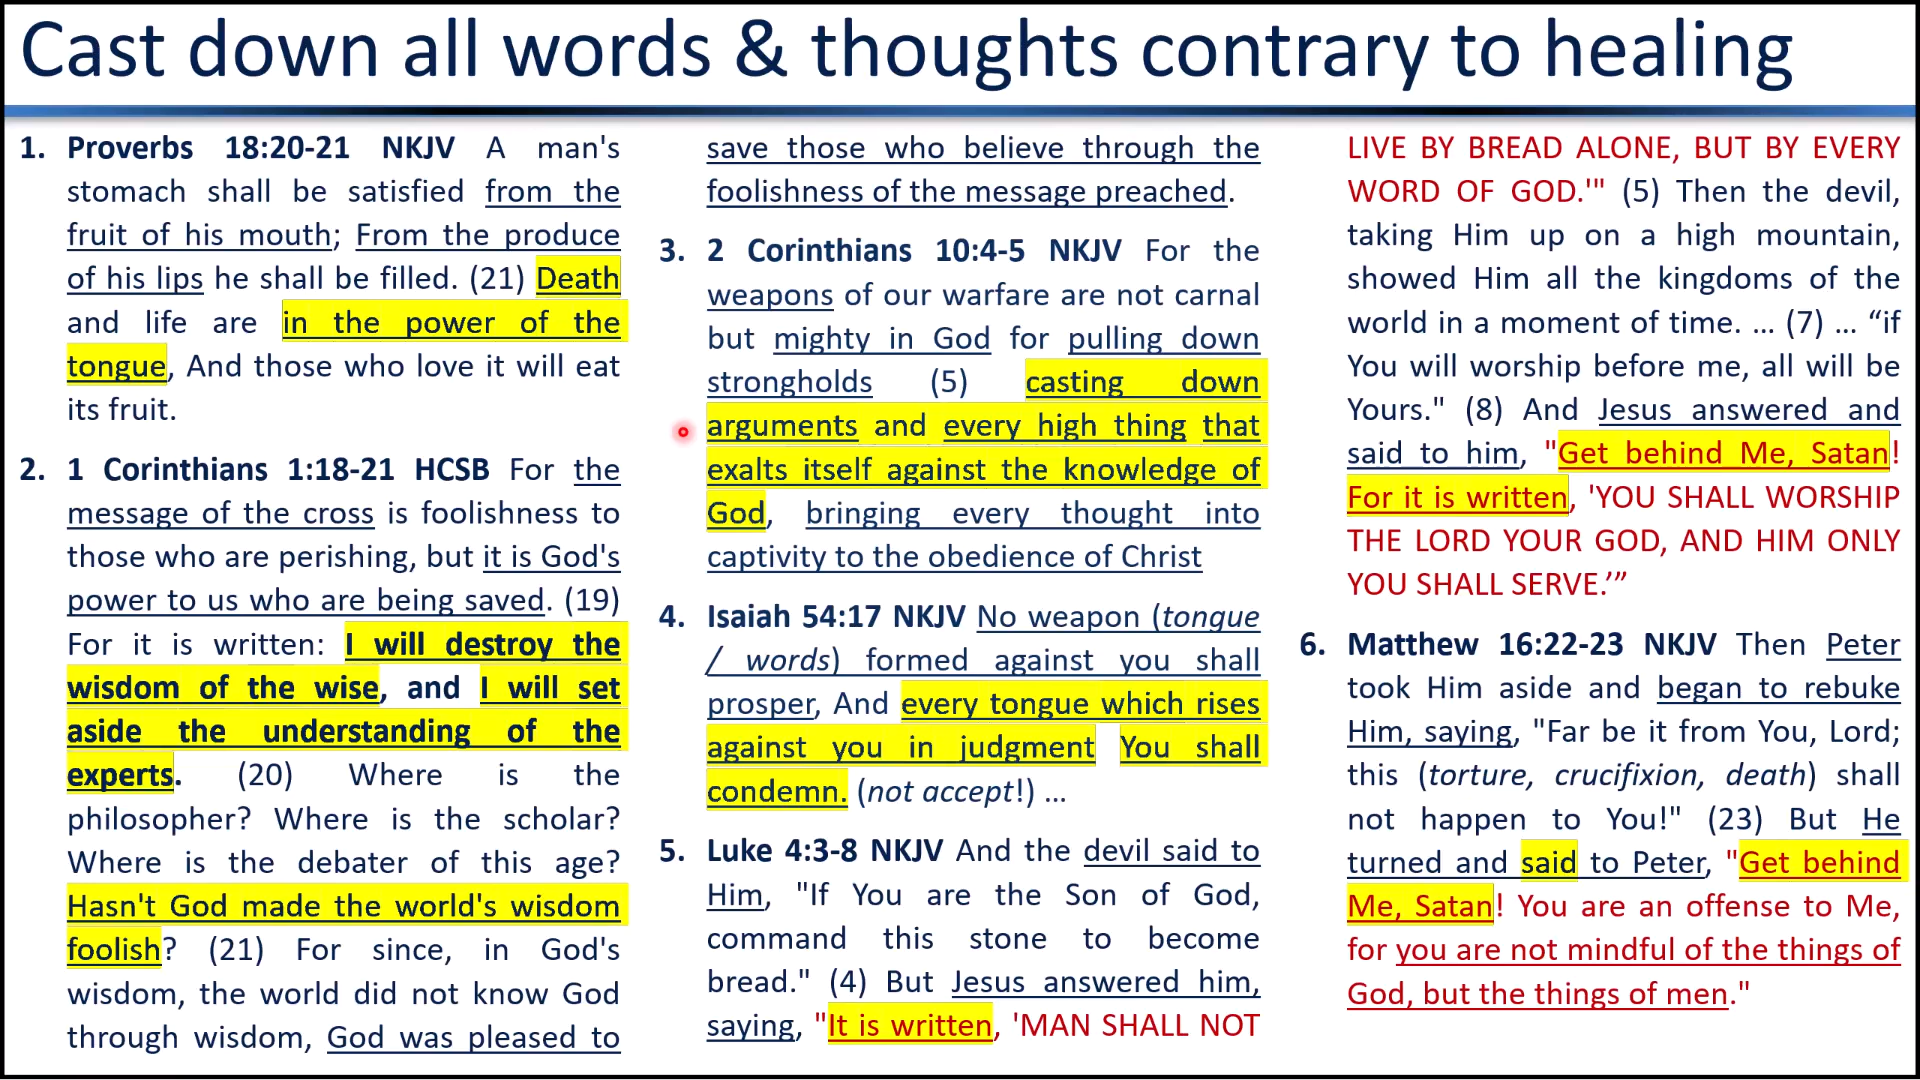 Cast down all words & thoughts contrary to healing
1. Proverbs 18:20-21 NKJV A man's
stomach shall be satisfied from the
fruit of his mouth; From the produce
of his lips he shall be filled. (21) Death
and life are in the power of the
tongue, And those who love it will eat
its fruit.
2. 1 Corinthians 1:18-21 HCSB For the
message of the cross is foolishness to
those who are perishing, but it is God's
power to us who are being saved. (19)
For it is written: I will destroy the
wisdom of the wise, and I will set
aside the understanding of the
experts. (20) Where is the
philosopher? Where is the scholar?
Where is the debater of this age?
Hasn't God made the world's wisdom
foolish? (21) For since, in God's
wisdom, the world did not know God
through wisdom, God was pleased to
save those who believe through the
foolishness of the message preached.
3. 2 Corinthians 10:4-5 NKJV For the
weapons of our warfare are not carnal
but mighty in God for pulling down
strongholds (5) casting down
arguments and every high thing that
exalts itself against the knowledge of
God, bringing every thought into
captivity to the obedience of Christ
4. Isaiah 54:17 NKJV No weapon (tongue
/ words) formed against you shall
prosper, And every tongue which rises
against you in judgment You shall
condemn. (not accept!) ...
5. Luke 4:3-8 NKJV And the devil said to
Him, "If You are the Son of God,
command this stone to become
bread." (4) But Jesus answered him,
saying, "It is written, 'MAN SHALL NOT
LIVE BY BREAD ALONE, BUT BY EVERY
WORD OF GOD.'" (5) Then the devil,
taking Him up on a high mountain,
showed Him all the kingdoms of the
world in a moment of time. ... (7) ... “if
You will worship before me, all will be
Yours." (8) And Jesus answered and
said to him, "Get behind Me, Satan!
For it is written, 'YOU SHALL WORSHIP
THE LORD YOUR GOD, AND HIM ONLY
YOU SHALL SERVE.’”
6. Matthew 16:22-23 NKJV Then Peter
took Him aside and began to rebuke
Him, saying, "Far be it from You, Lord;
this (torture, crucifixion, death) shall
not happen to You!" (23) But He
turned and said to Peter, "Get behind
Me, Satan! You are an offense to Me,
for you are not mindful of the things of
God, but the things of men."